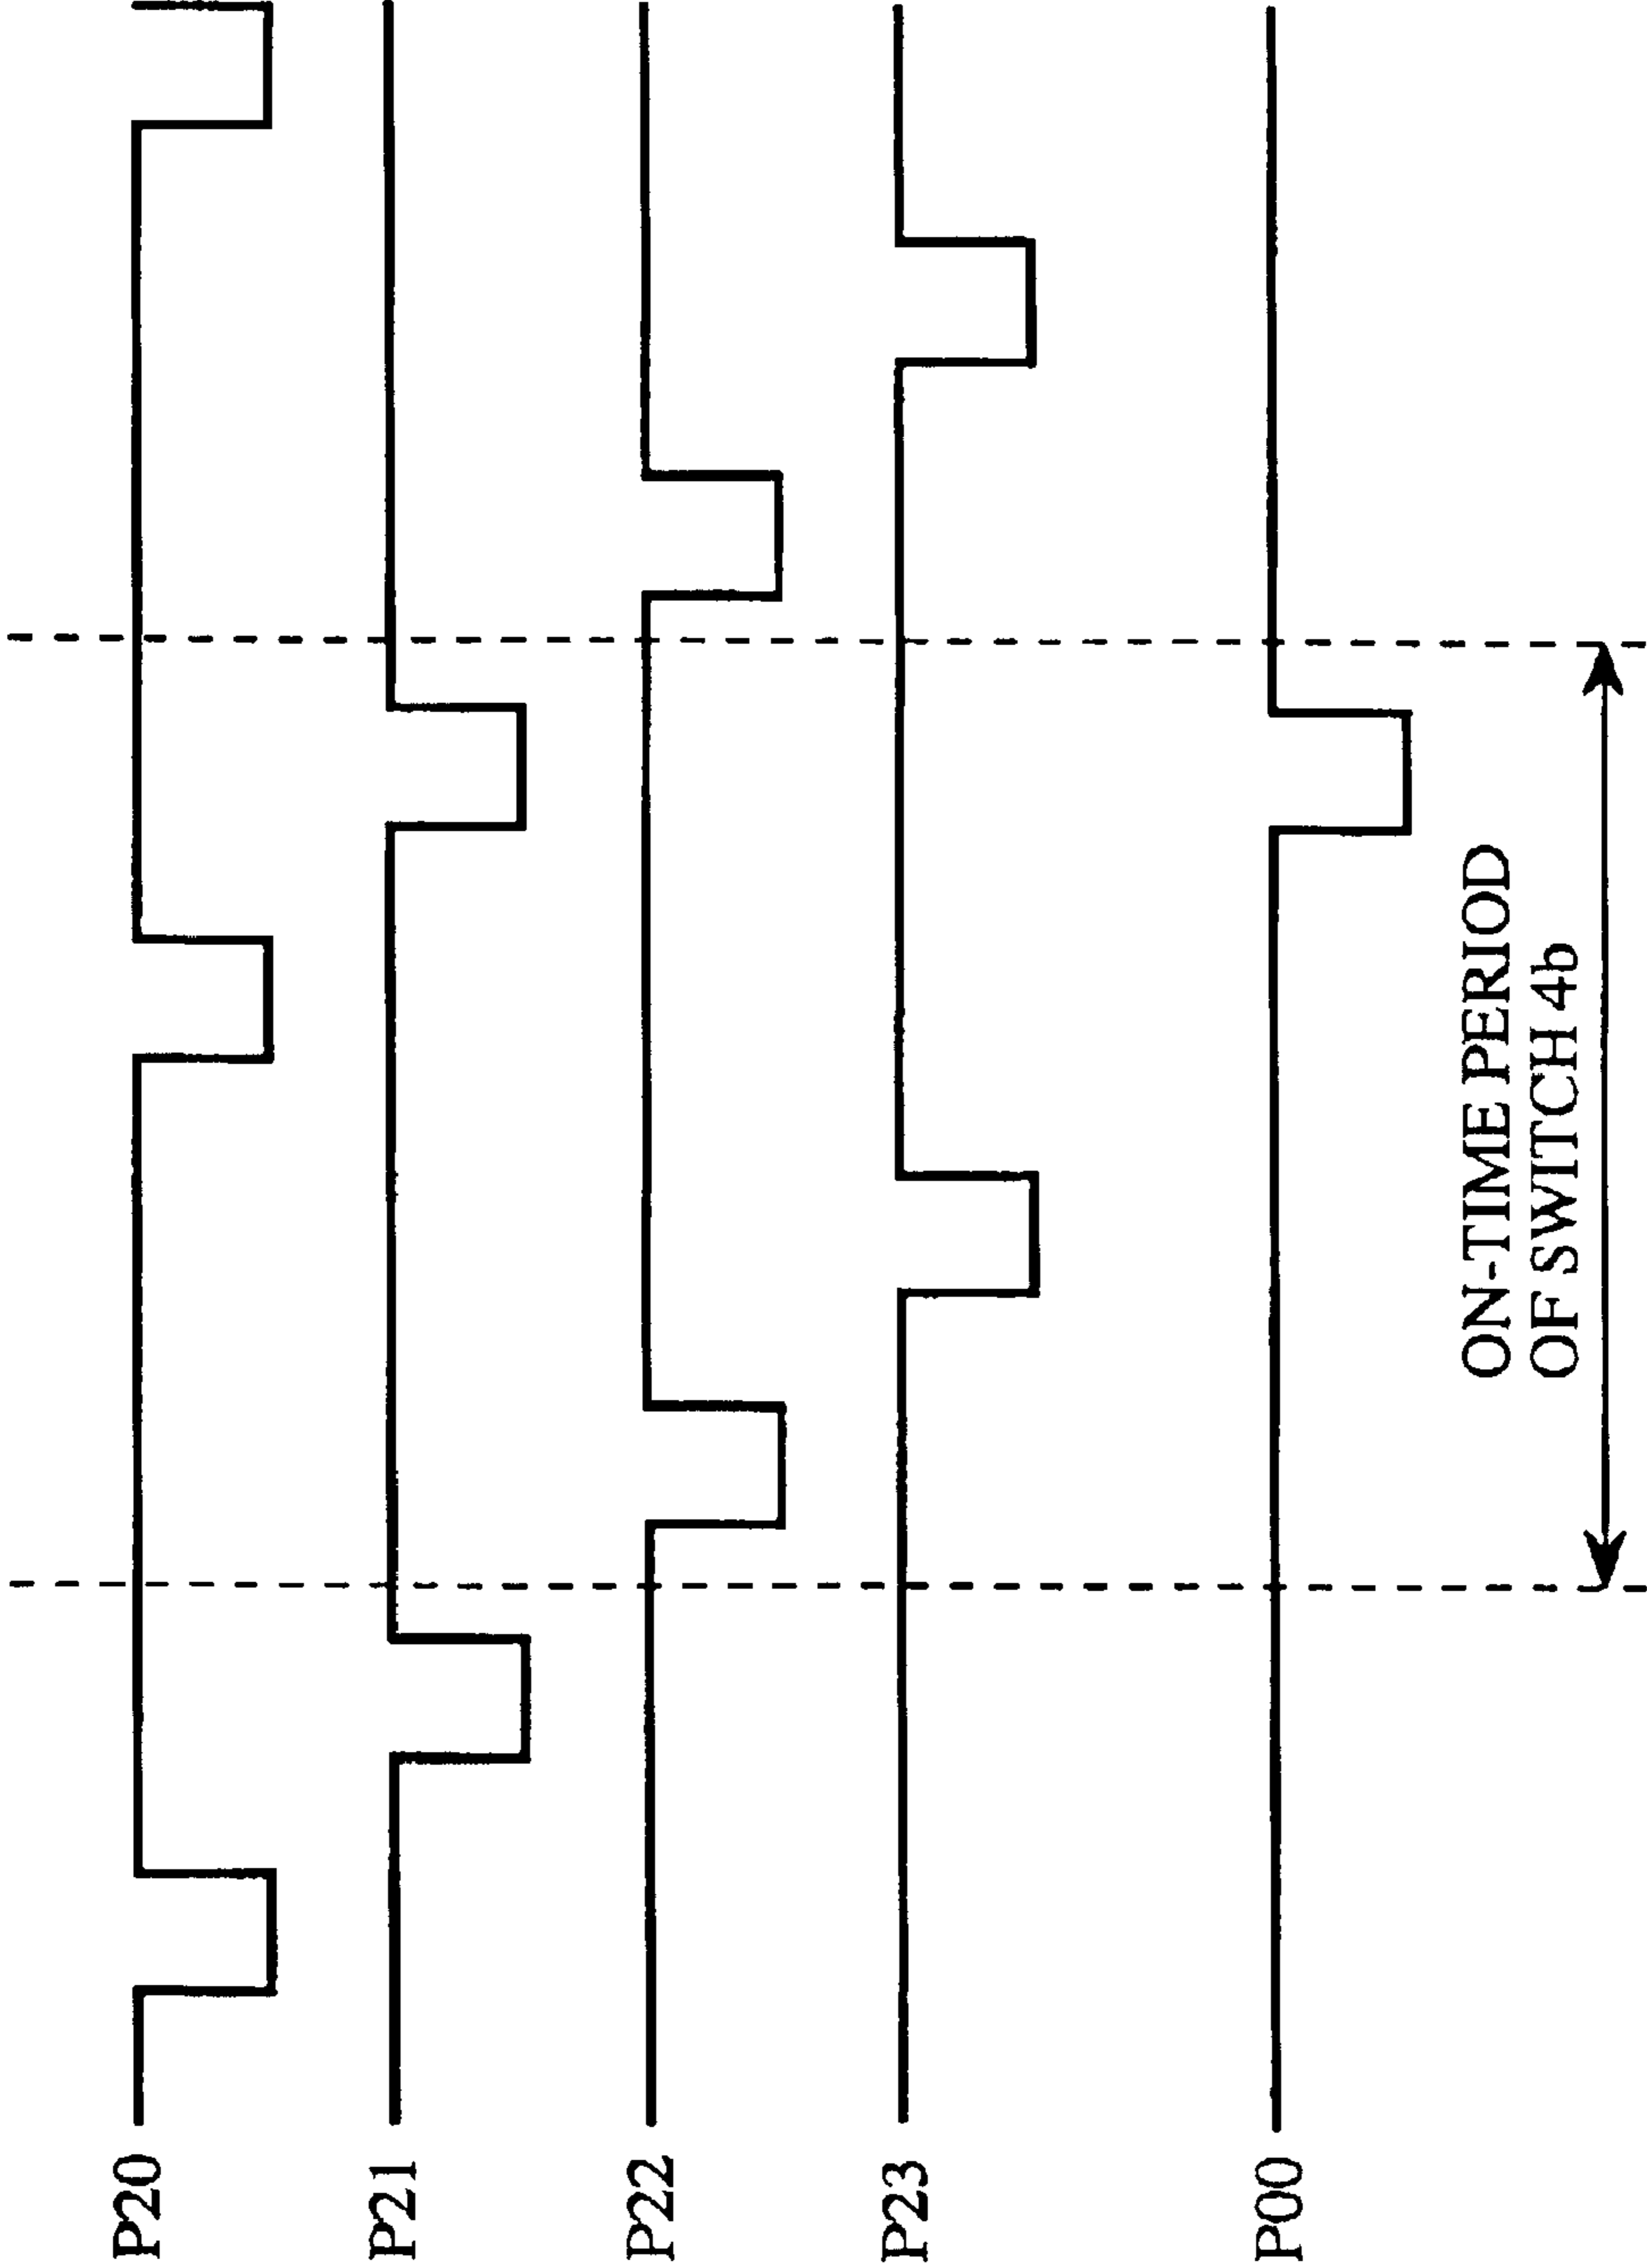 P20
P21
P22
P23
P00
ON-TIME PERIOD
OF SWITCH 4b